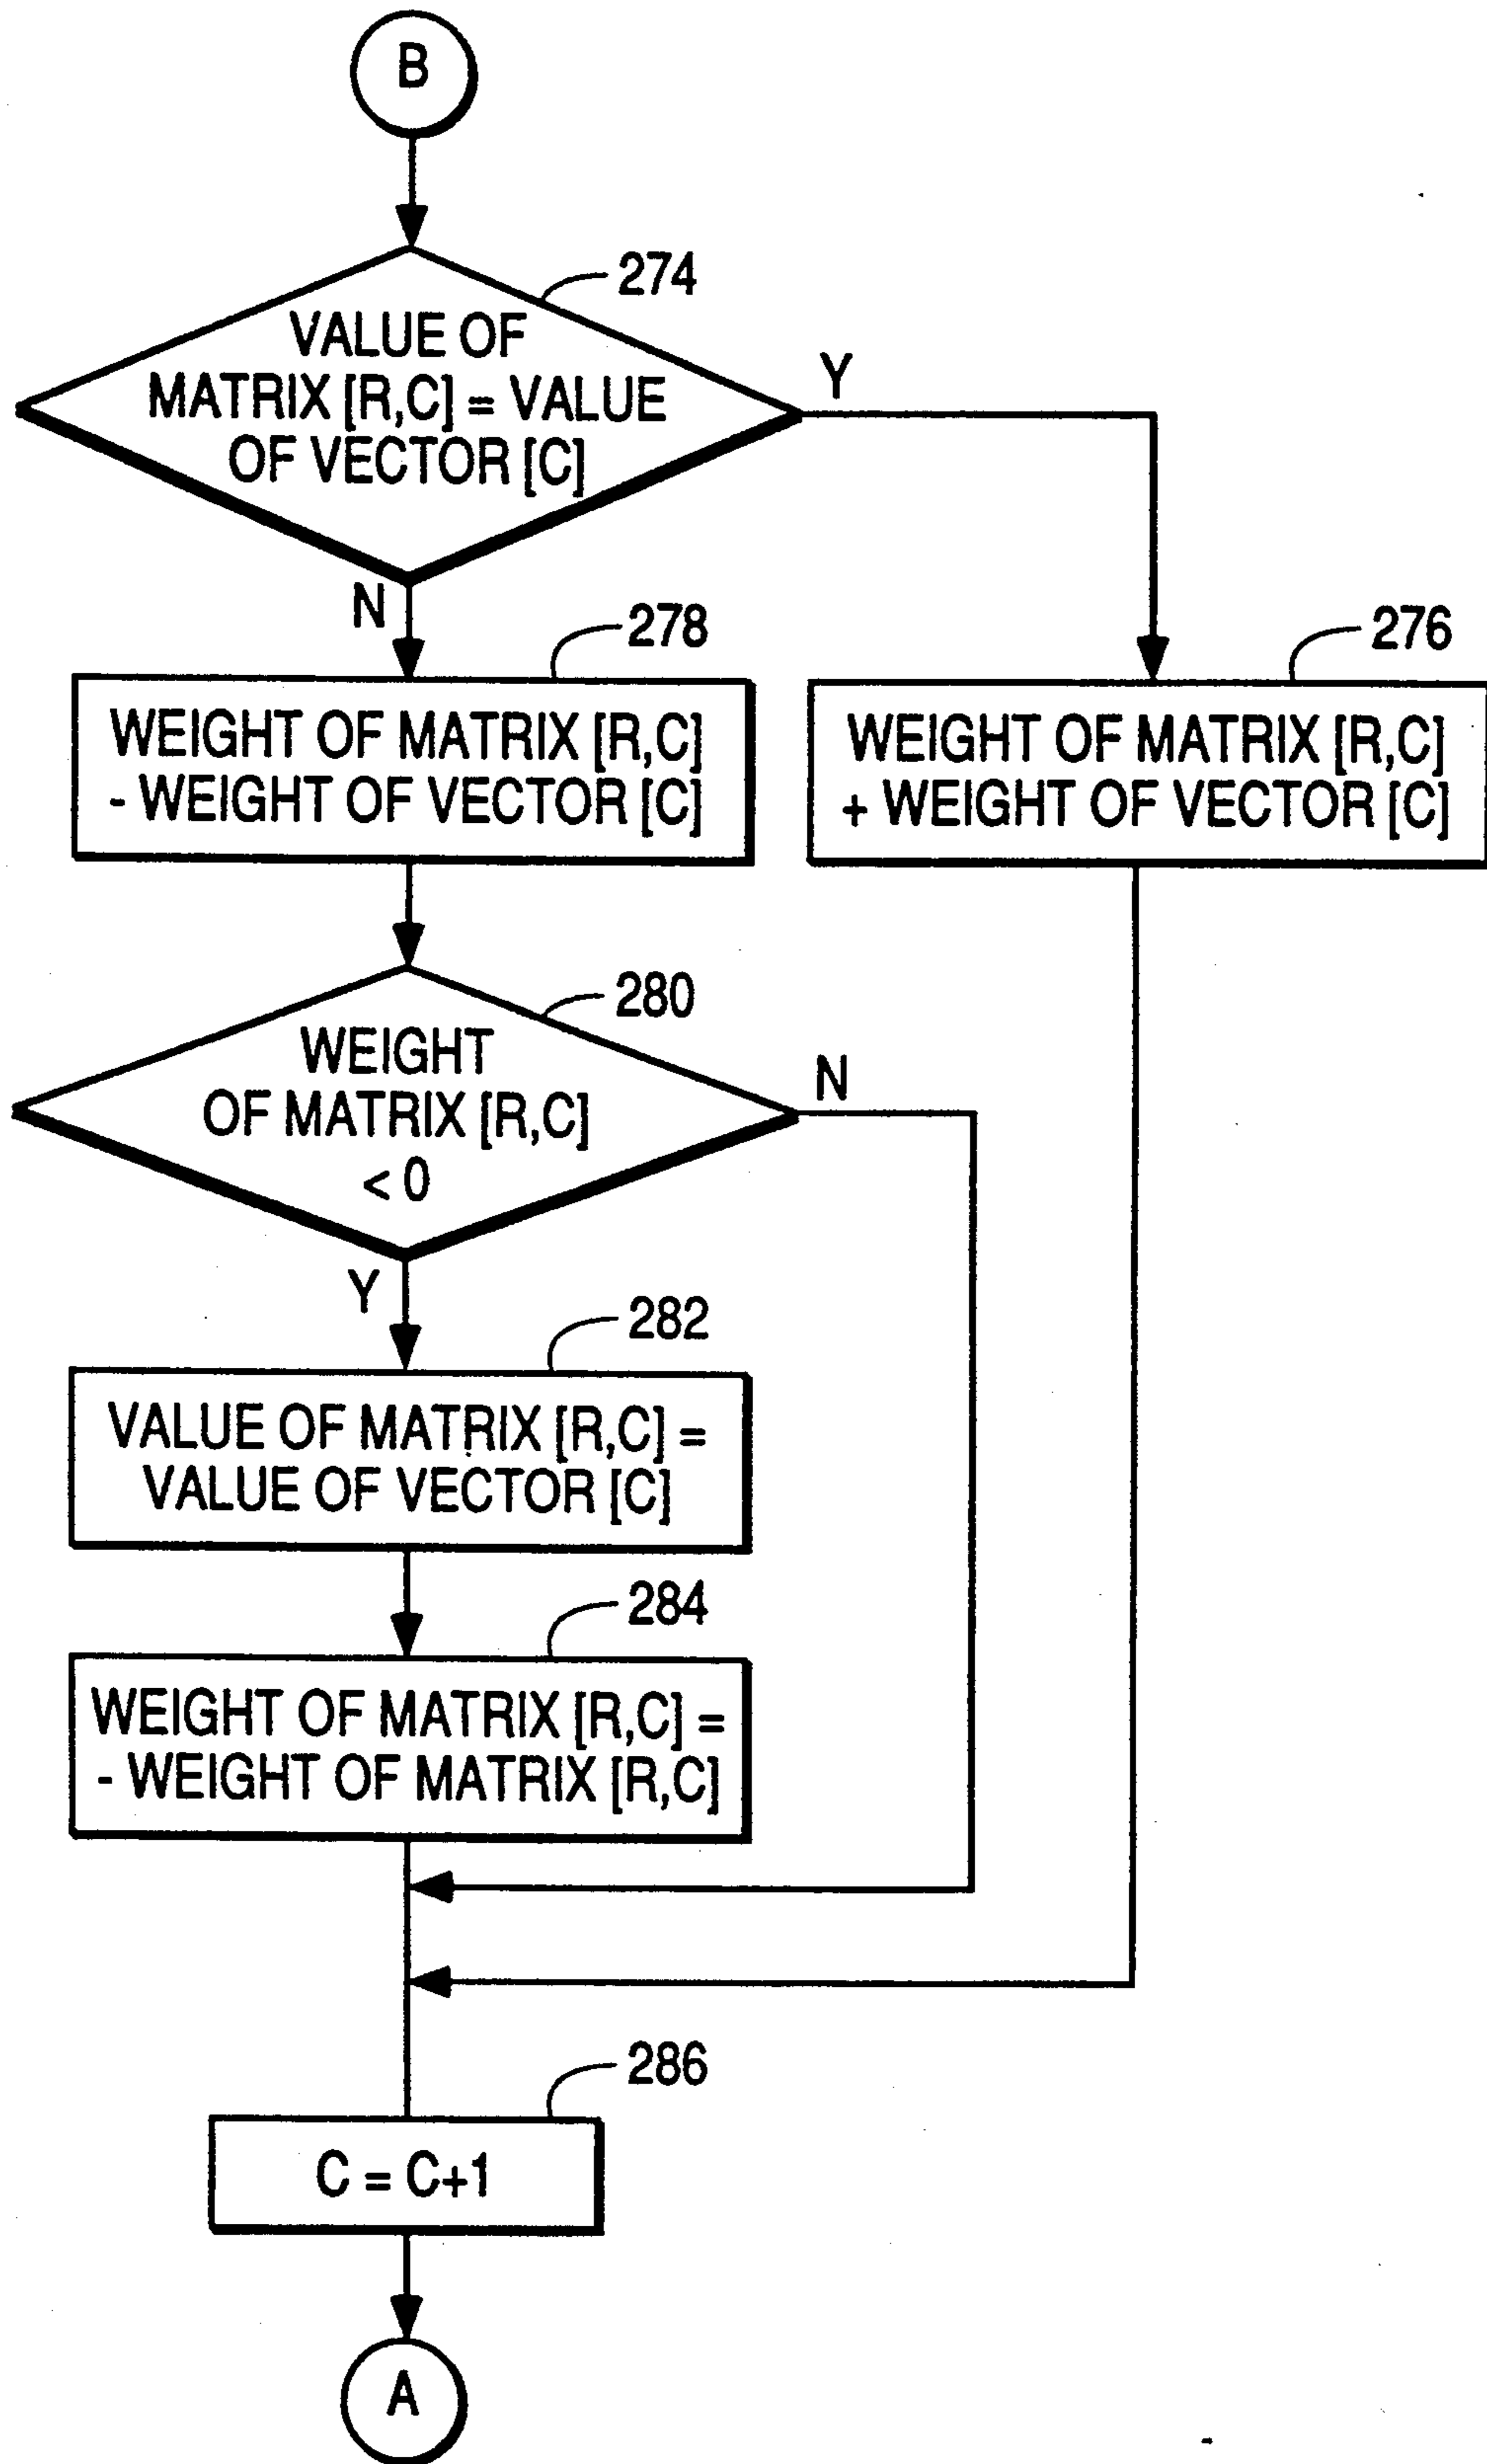 B
274
VALUE OF
MATRIX [R,C] = VALUE
OF VECTOR [C]
Y
N
278
WEIGHT OF MATRIX [R,C]
- WEIGHT OF VECTOR [C]
276
WEIGHT OF MATRIX [R,C]
+ WEIGHT OF VECTOR [C]
280
WEIGHT
OF MATRIX [R,C]
< 0
N
Y
282
VALUE OF MATRIX [R,C] =
VALUE OF VECTOR [C]
284
WEIGHT OF MATRIX [R,C] =
- WEIGHT OF MATRIX [R,C]
286
C = C+1
A